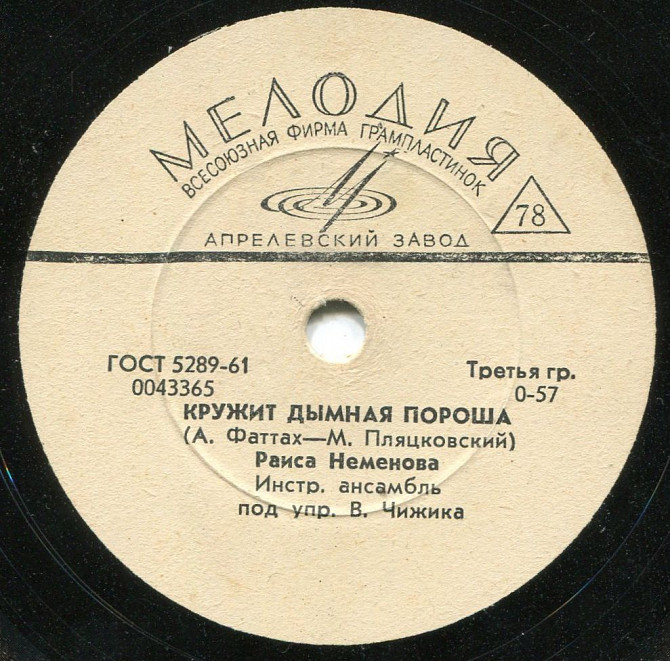 МЕЛОДИЯ
ВСЕСОЮЗНАЯ ФИРМА ГРАМПЛАСТИНОК
78
АПРЕЛЕВСКИЙ ЗАВОД
ГОСТ 5289-61 Третья гр.
0043365 0-57
КРУЖИТ ДЫМНАЯ ПОРОША
(А. Фаттах—М. Пляцковский)
Раиса Неменова
Инстр. ансамбль
под упр. В. Чижика